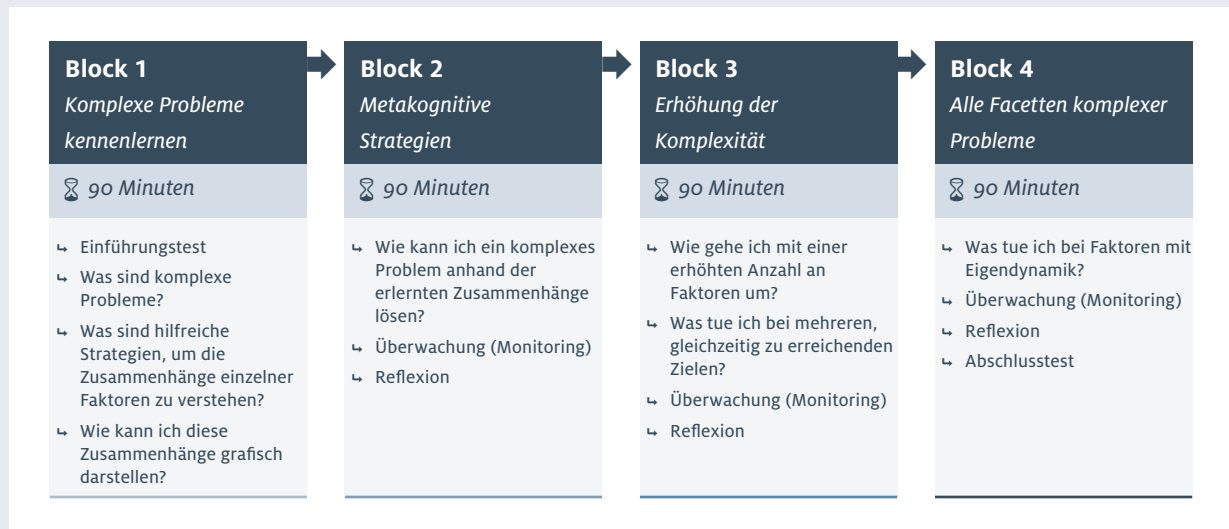 Block 1
Komplexe Probleme
kennenlernen
90 Minuten
Einführungstest
Was sind komplexe
Probleme?
Was sind hilfreiche
Strategien, um die
Zusammenhänge einzelner
Faktoren zu verstehen?
Wie kann ich diese
Zusammenhänge grafisch
darstellen?
Block 2
Metakognitive
Strategien
90 Minuten
Wie kann ich ein komplexes
Problem anhand der
erlernten Zusammenhänge
lösen?
Überwachung (Monitoring)
Reflexion
Block 3
Erhöhung der
Komplexität
90 Minuten
Wie gehe ich mit einer
erhöhten Anzahl an
Faktoren um?
Was tue ich bei mehreren,
gleichzeitig zu erreichenden
Zielen?
Überwachung (Monitoring)
Reflexion
Block 4
Alle Facetten komplexer
Probleme
90 Minuten
Was tue ich bei Faktoren mit
Eigendynamik?
Überwachung (Monitoring)
Reflexion
Abschlusstest